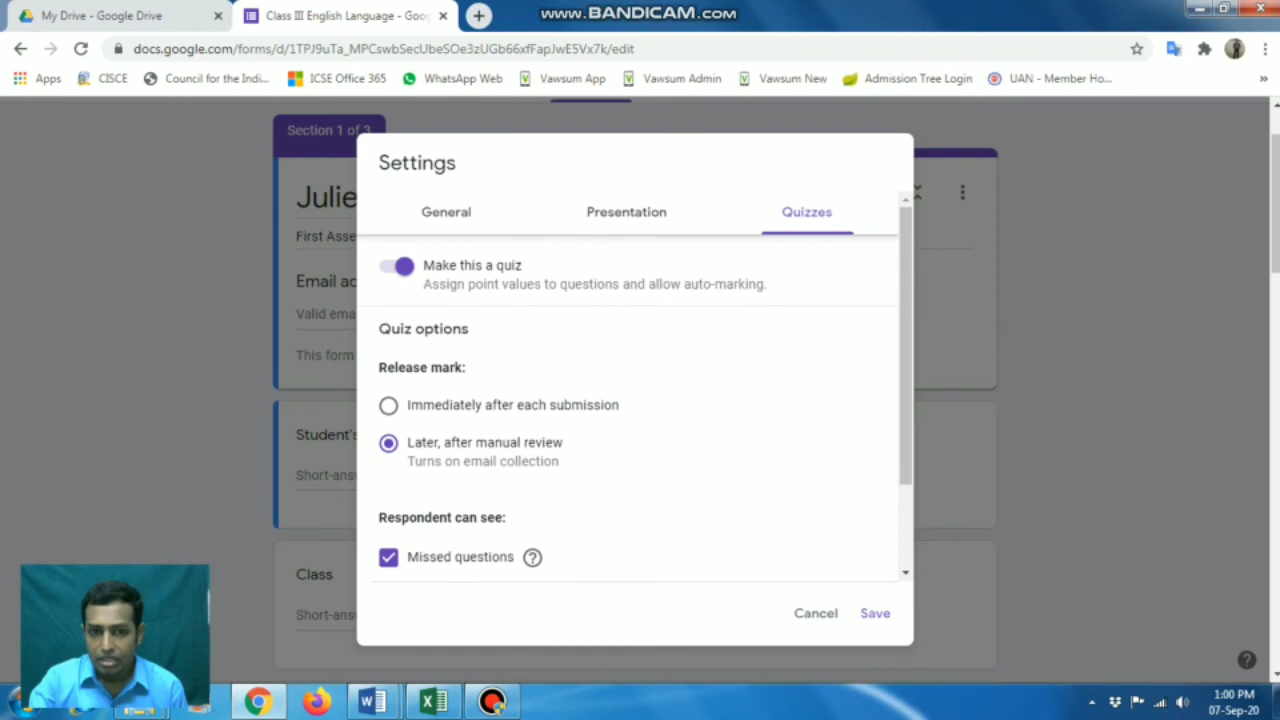 My Drive - Google Drive
Class III English Language - Goog
www.BANDICAM.com
docs.google.com/forms/d/1TPJ9uTa_MPCswbSecUbeSOe3zUGb66xfFapJwE5Vx7k/edit
Apps
CISCE
Council for the Indi...
ICSE Office 365
WhatsApp Web
Vawsum App
Vawsum Admin
Vawsum New
Admission Tree Login
UAN - Member Ho...
»
Section 1 of 3
Julie
First Asse
Email ad
Valid ema
This form
Student's
Short-ans
Class
Short-ans
Settings
General
Presentation
Quizzes
Make this a quiz
Assign point values to questions and allow auto-marking.
Quiz options
Release mark:
Immediately after each submission
Later, after manual review
Turns on email collection
Respondent can see:
Missed questions
Cancel
Save
1:00 PM
07-Sep-20